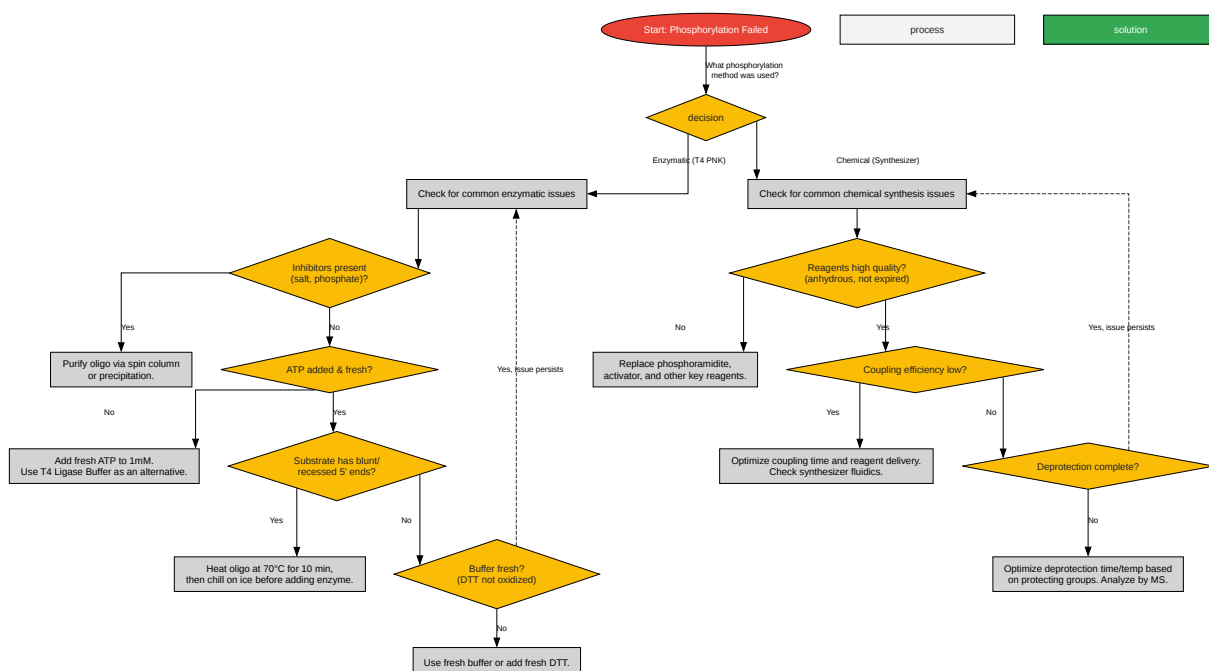 Start: Phosphorylation Failed
process
solution
What phosphorylation
method was used?
decision
Enzymatic (T4 PNK)
Chemical (Synthesizer)
Check for common enzymatic issues
Check for common chemical synthesis issues
Inhibitors present
(salt, phosphate)?
Reagents high quality?
(anhydrous, not expired)
Yes
No
No
Yes
Yes, issue persists
Purify oligo via spin column
or precipitation.
ATP added & fresh?
Yes, issue persists
Replace phosphoramidite,
activator, and other key reagents.
Coupling efficiency low?
No
Yes
Yes
No
Add fresh ATP to 1mM.
Use T4 Ligase Buffer as an alternative.
Substrate has blunt/
recessed 5' ends?
Optimize coupling time and reagent delivery.
Check synthesizer fluidics.
Deprotection complete?
Yes
No
No
Heat oligo at 70°C for 10 min,
then chill on ice before adding enzyme.
Buffer fresh?
(DTT not oxidized)
Optimize deprotection time/temp based
on protecting groups. Analyze by MS.
No
Use fresh buffer or add fresh DTT.